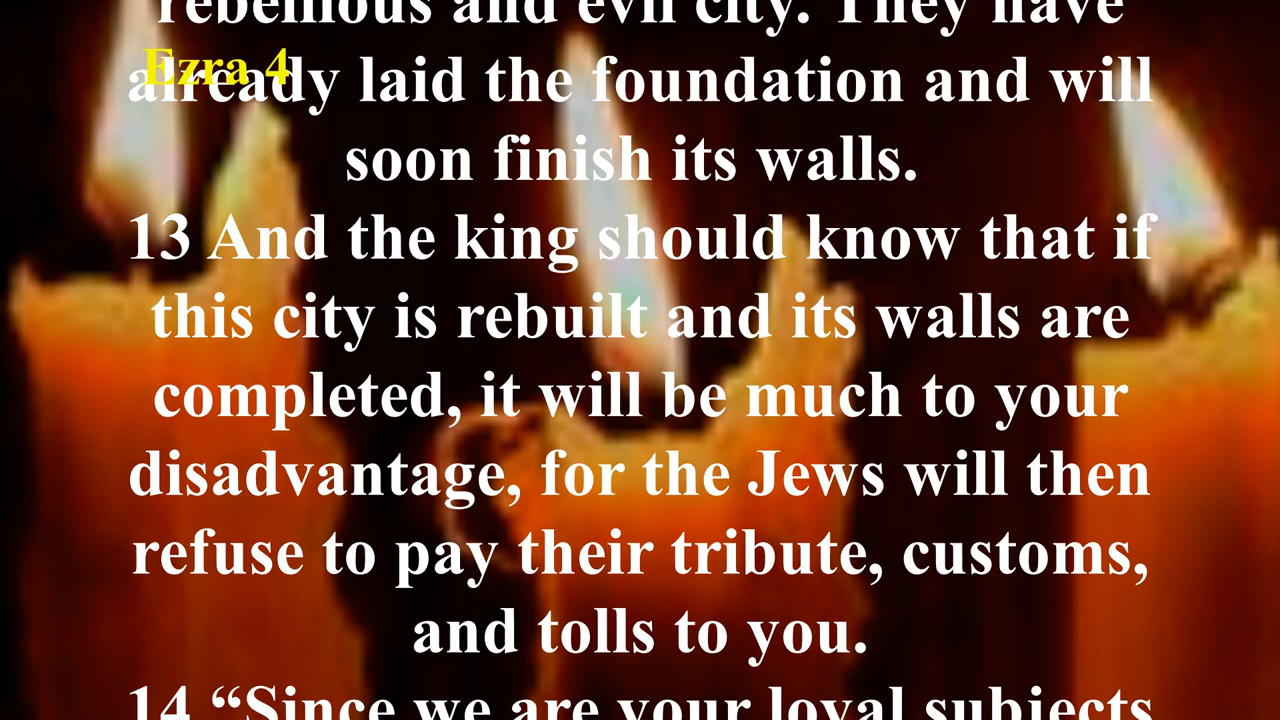 rebellious and evil city. They have
Ezra 4
already laid the foundation and will
soon finish its walls.
13 And the king should know that if
this city is rebuilt and its walls are
completed, it will be much to your
disadvantage, for the Jews will then
refuse to pay their tribute, customs,
and tolls to you.
14 “Since we are your loyal subjects